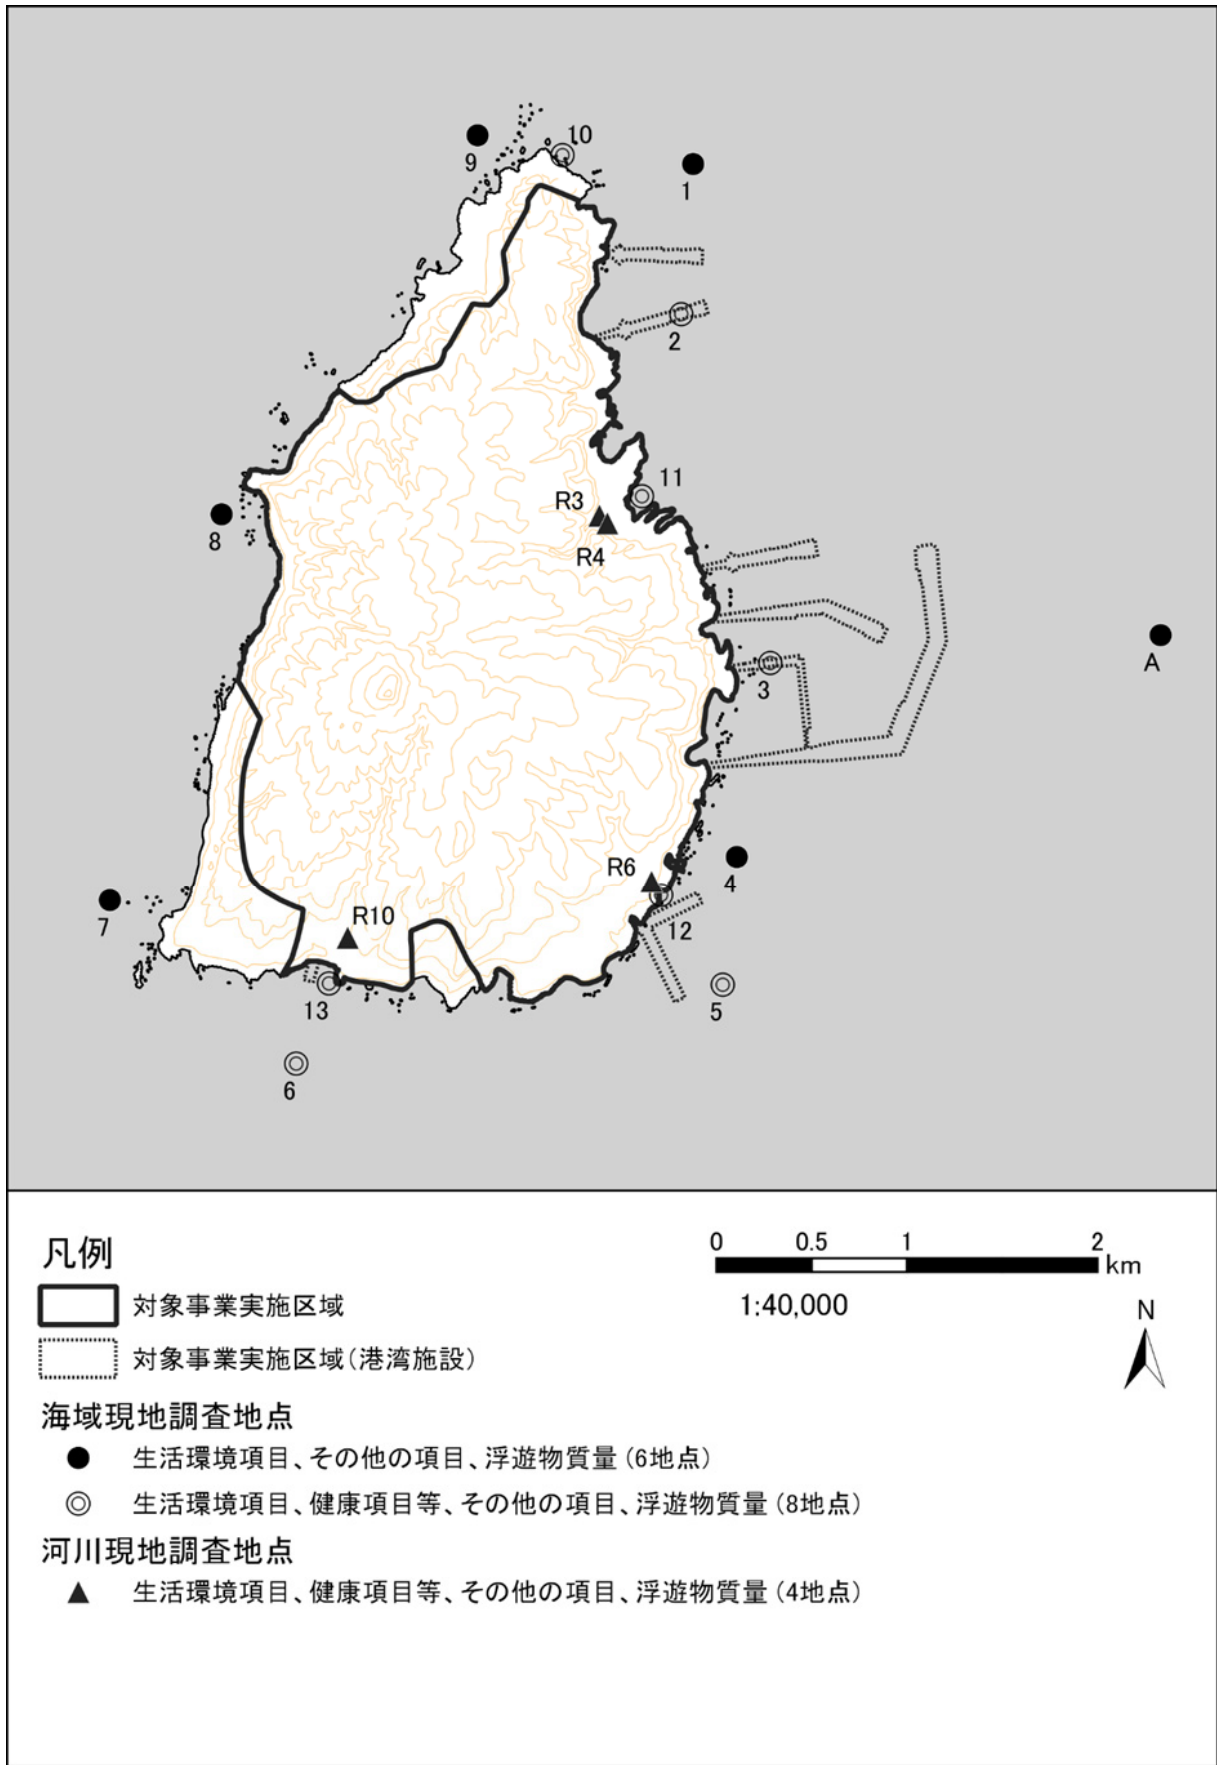 10
9
1
2
11
R3
R4
8
A
3
R6
4
R10
7
12
5
13
6
凡例
0 0.5 1 2
km
対象事業実施区域
1:40,000
N
対象事業実施区域(港湾施設)
海域現地調査地点
生活環境項目、その他の項目、浮遊物質量(6地点)
生活環境項目、健康項目等、その他の項目、浮遊物質量(8地点)
河川現地調査地点
生活環境項目、健康項目等、その他の項目、浮遊物質量(4地点)